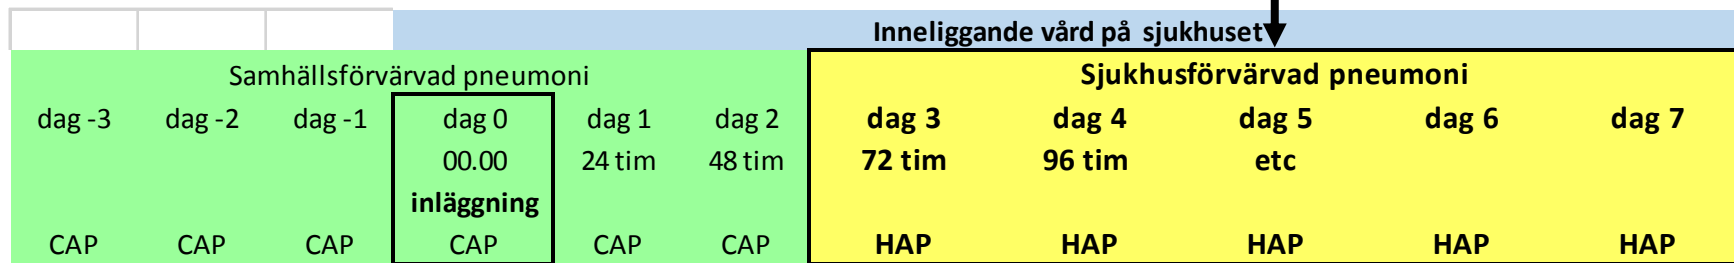 Inneliggande vård på sjukhuset
Samhällsförvärvad pneumoni Sjukhusförvärvad pneumoni
dag -3 dag -2 dag -1 dag 0 dag 1 dag 2 dag 3 dag 4 dag 5 dag 6 dag 7
00.00 24 tim 48 tim 72 tim 96 tim etc
inläggning
CAP CAP CAP CAP CAP CAP HAP HAP HAP HAP HAP